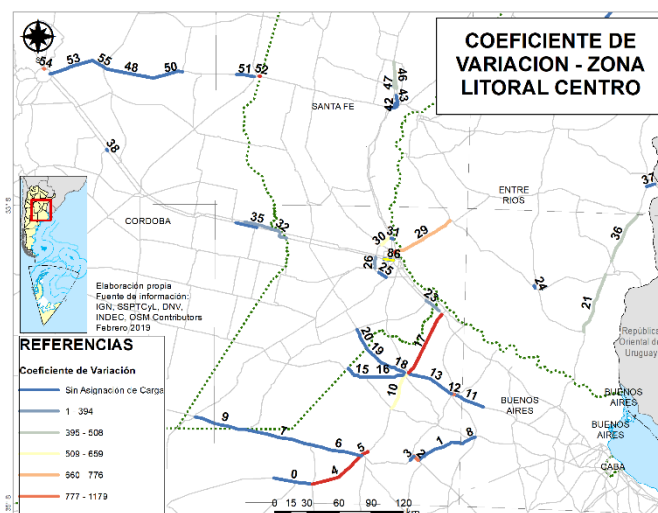 COEFICIENTE DE
VARIACION - ZONA
LITORAL CENTRO
54
53
55
48
50
51
52
47
46
42
43
SANTA FE
38
37
ENTRE
RIOS
CORDOBA
35
32
30
31
29
86
26
25
23
24
36
21
República
Oriental de
Uruguay
Elaboración propia
Fuente de información:
IGN, SSPTCyL, DNV,
INDEC, OSM Contributors
Febrero 2019
REFERENCIAS
Coeficiente de Variación
Sin Asignación de Carga
1 - 394
395 - 508
509 - 659
660 - 776
777 - 1179
20
19
17
18
15
16
13
10
12
11
BUENOS
AIRES
BUENOS
AIRES
BUENOS
AIRES
CABA
9
7
6
5
4
0
3
2
1
8
0 15 30 60 90 120
km
33° S
35° S